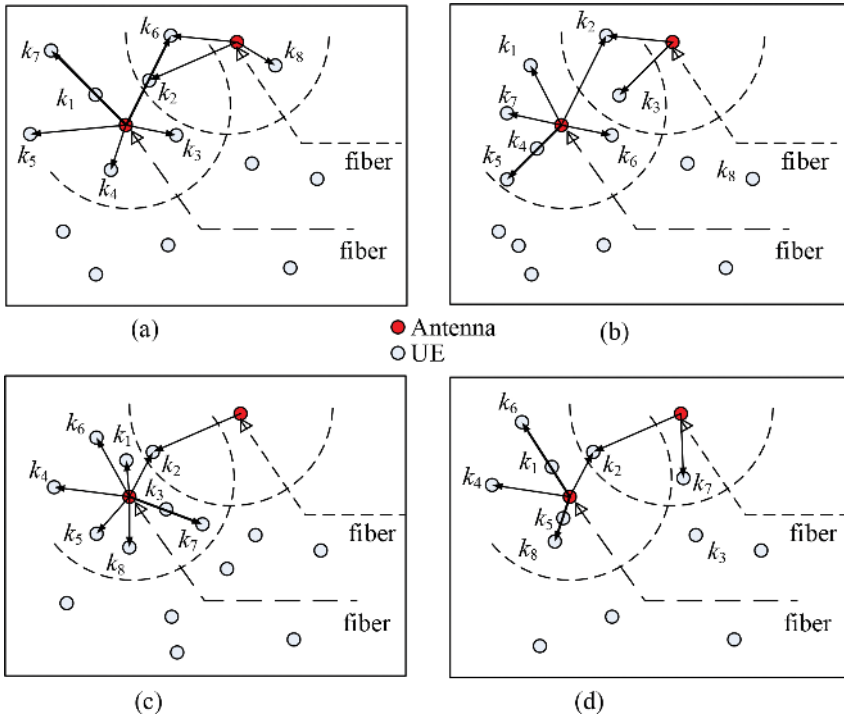 k6
k7
k8
k1
k2
k5
k3
k4
fiber
fiber
(a)
k2
k1
k3
k7
k4
k5
k6
k8
fiber
fiber
(b)
Antenna
UE
k6
k1
k2
k4
k3
k5
k7
k8
fiber
fiber
(c)
k6
k1
k2
k4
k7
k5
k8
k3
fiber
fiber
(d)